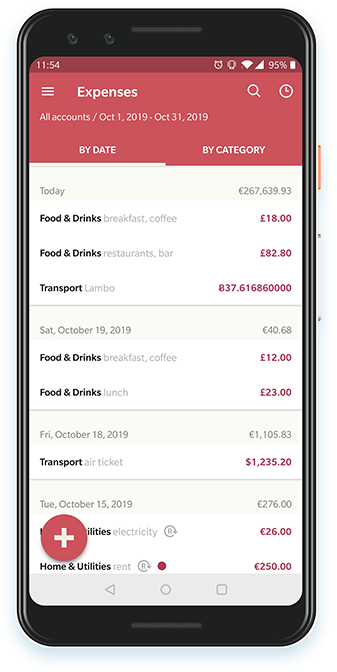 11:54 95%
Expenses
All accounts / Oct 1, 2019 - Oct 31, 2019
BY DATE BY CATEGORY
Today €267,639.93
Food & Drinks breakfast, coffee £18.00
Food & Drinks restaurants, bar £82.80
Transport Lambo Ƀ37.616860000
Sat, October 19, 2019 €40.68
Food & Drinks breakfast, coffee £12.00
Food & Drinks lunch £23.00
Fri, October 18, 2019 €1,105.83
Transport air ticket $1,235.20
Tue, October 15, 2019 €276.00
Utilities electricity R €26.00
Home & Utilities rent R €250.00